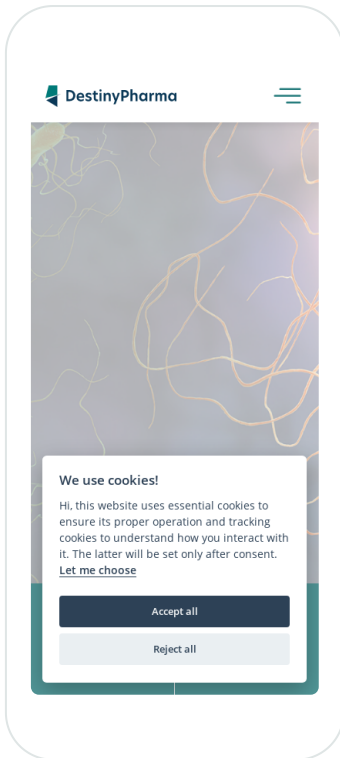 DestinyPharma
We use cookies!
Hi, this website uses essential cookies to
ensure its proper operation and tracking
cookies to understand how you interact with
it. The latter will be set only after consent.
Let me choose
Accept all
Reject all